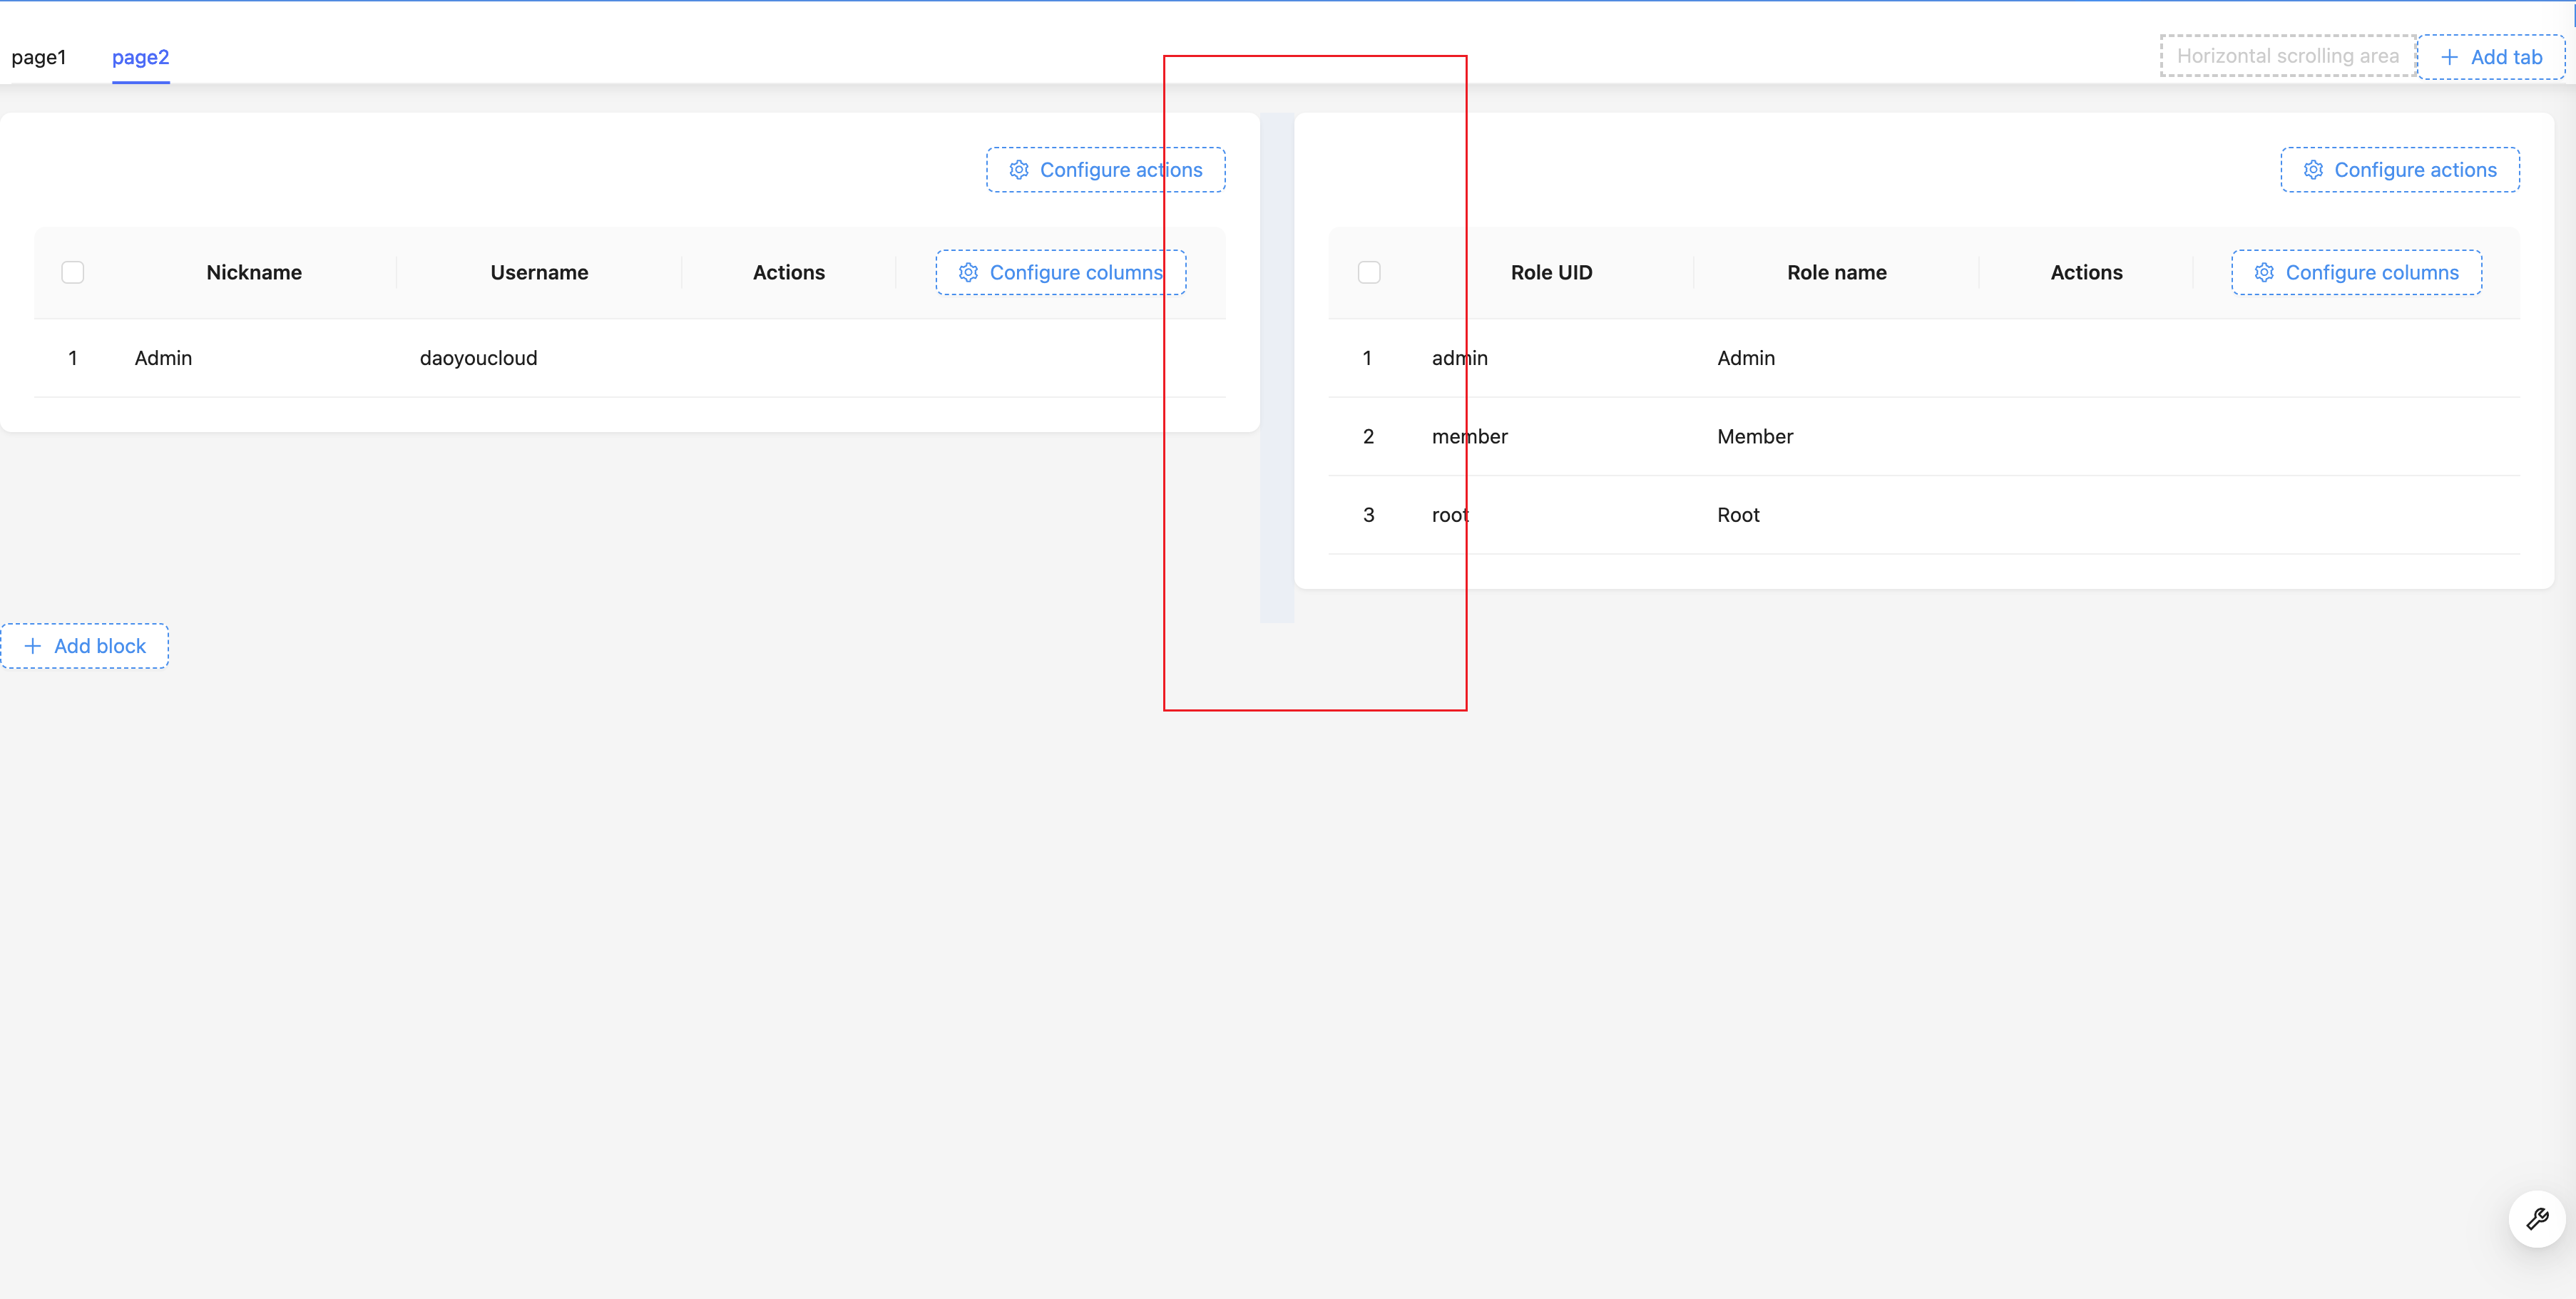 page1 page2 Horizontal scrolling area Add tab
Configure actions
Nickname Username Actions Configure columns
1 Admin daoyoucloud
Configure actions
Role UID Role name Actions Configure columns
1 admin Admin
2 member Member
3 root Root
Add block